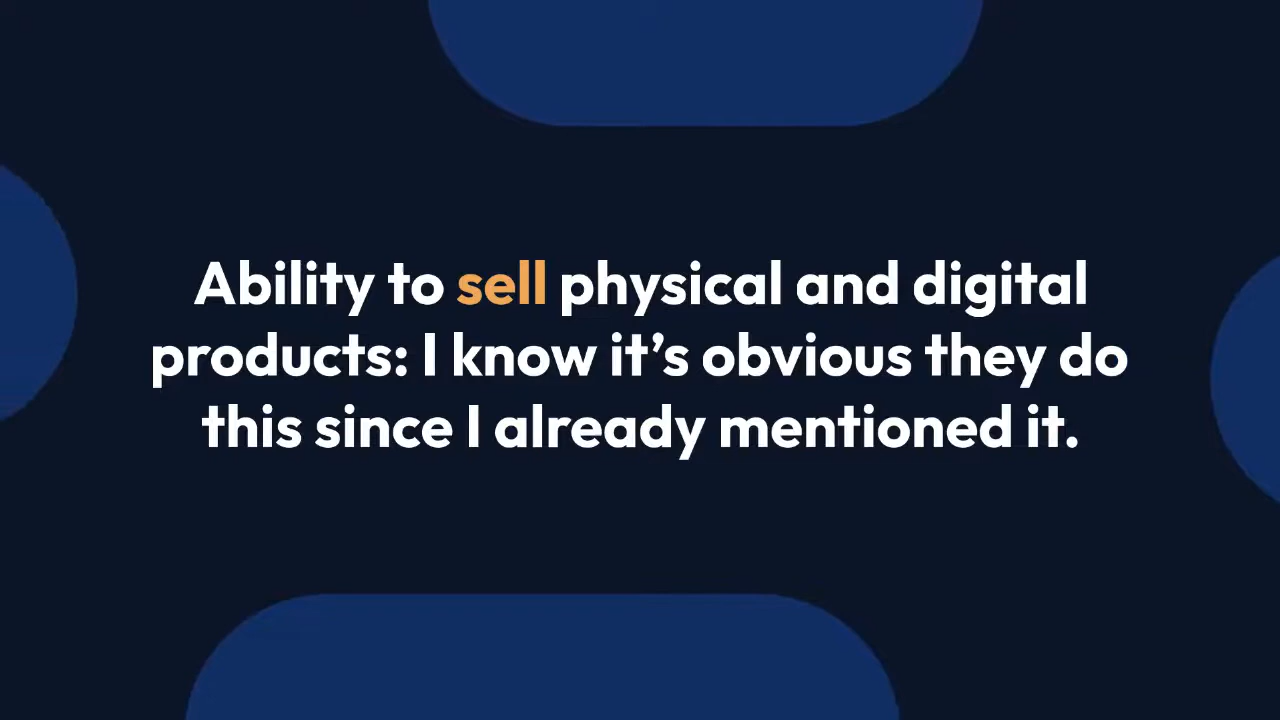 Ability to sell physical and digital
products: I know it’s obvious they do
this since I already mentioned it.